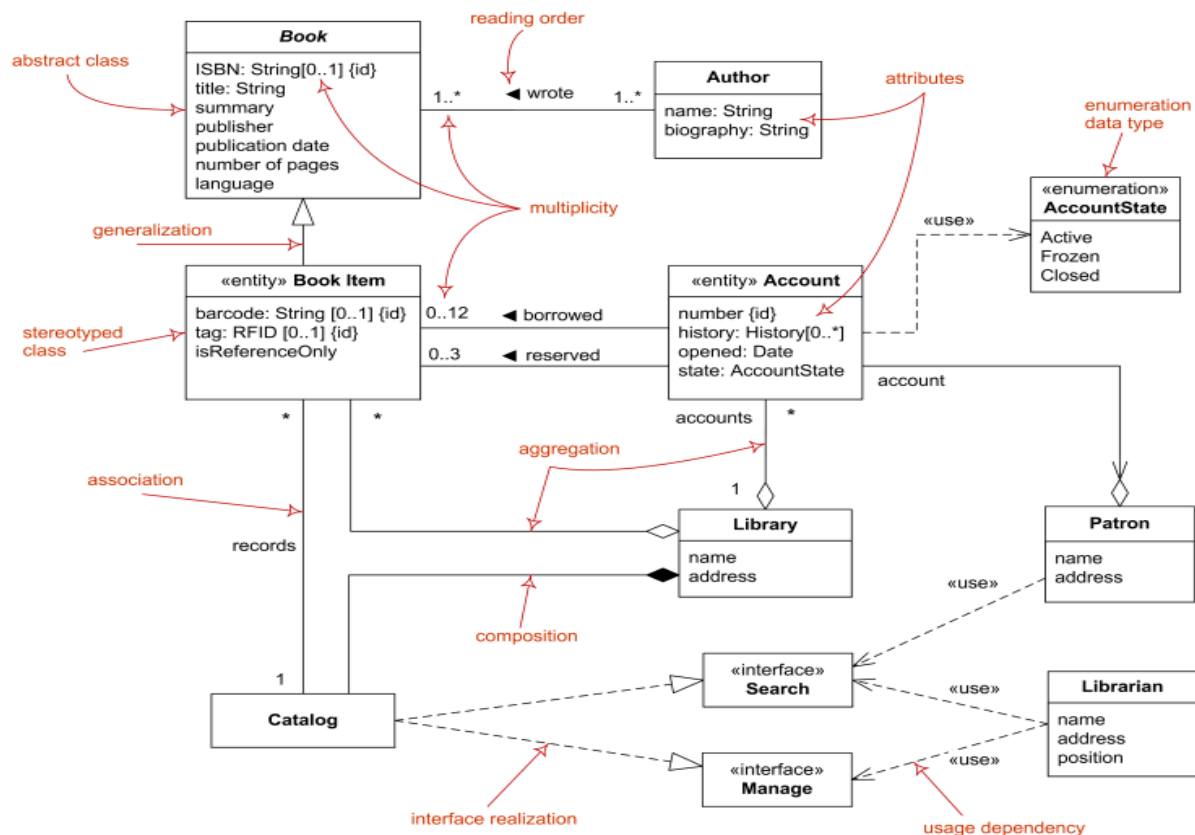 reading order
Book
abstract class
ISBN: String[0..1] {id}
title: String
summary
publisher
publication date
number of pages
language
1..*
◄ wrote
1..*
Author
name: String
biography: String
attributes
enumeration
data type
multiplicity
«enumeration»
AccountState
Active
Frozen
Closed
generalization
«use»
«entity» Book Item
barcode: String [0..1] {id}
tag: RFID [0..1] {id}
isReferenceOnly
stereotyped
class
0..12
◄ borrowed
0..3
◄ reserved
«entity» Account
number {id}
history: History[0..*]
opened: Date
state: AccountState
account
*
*
accounts
*
aggregation
association
1
Library
name
address
Patron
name
address
records
«use»
composition
1
Catalog
«interface»
Search
«use»
Librarian
name
address
position
«interface»
Manage
«use»
interface realization
usage dependency